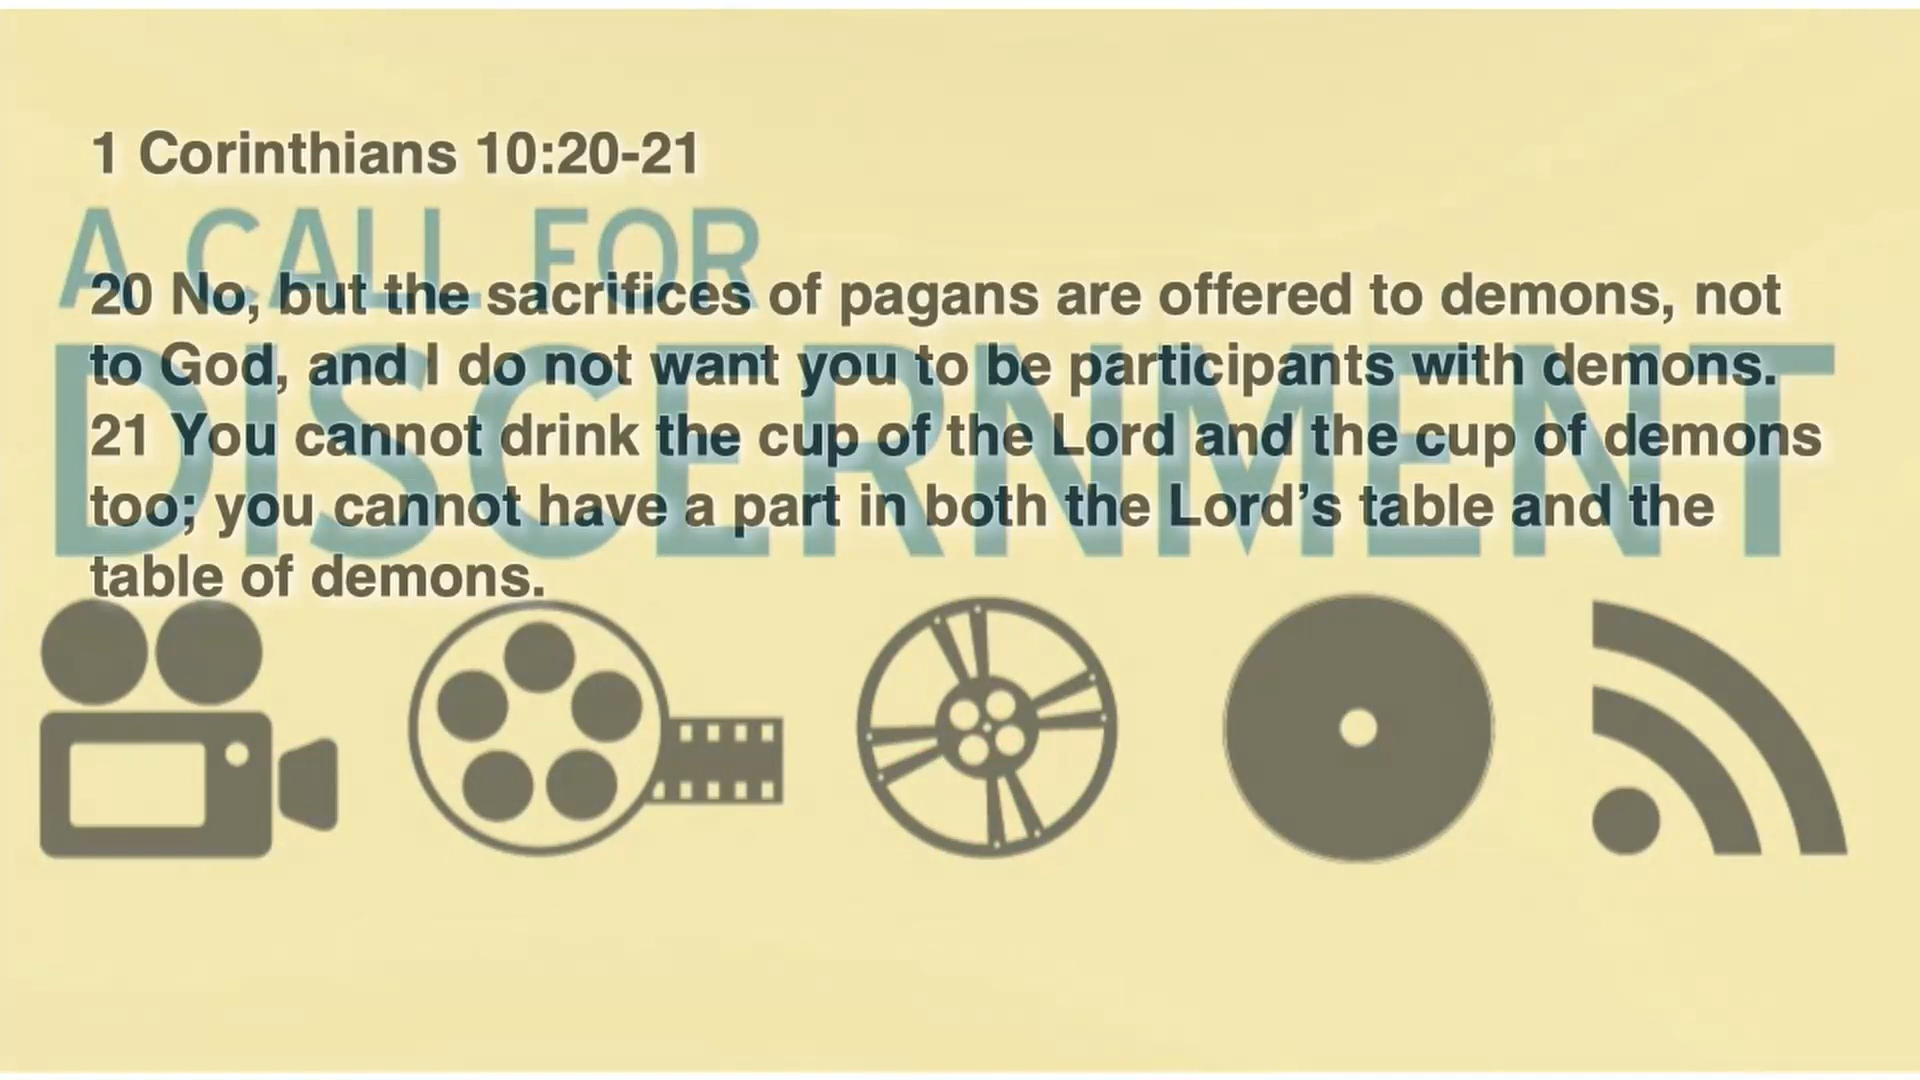 1 Corinthians 10:20-21
A CALL FOR
20 No, but the sacrifices of pagans are offered to demons, not
to God, and I do not want you to be participants with demons.
21 You cannot drink the cup of the Lord and the cup of demons
too; you cannot have a part in both the Lord’s table and the
table of demons.
DISCERNMENT